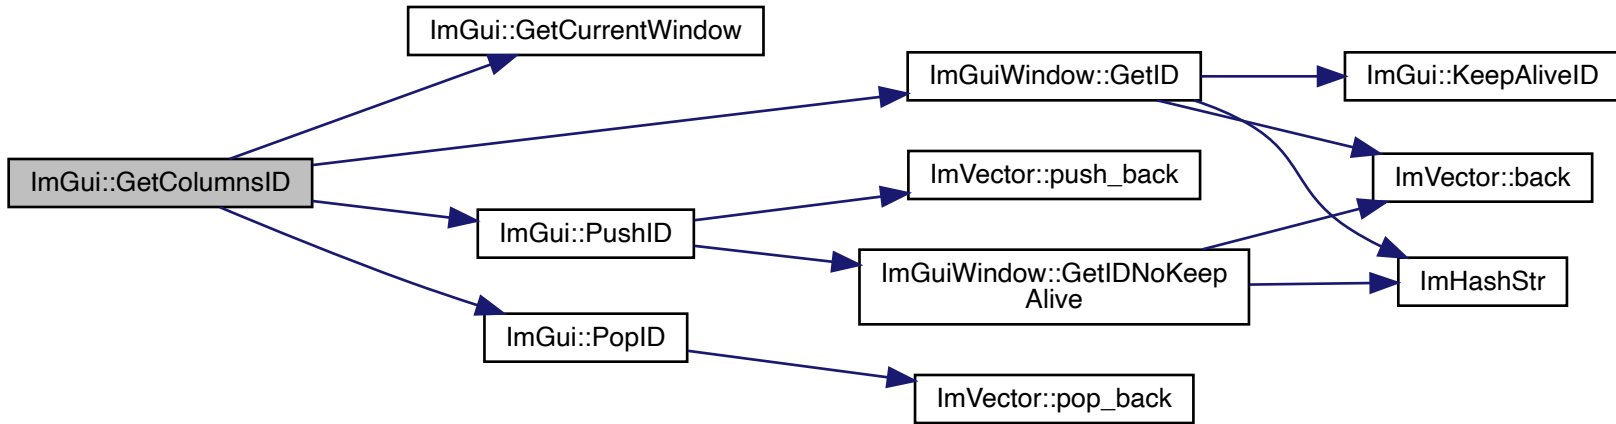 ImGui::GetCurrentWindow
ImGuiWindow::GetID
ImGui::KeepAliveID
ImGui::GetColumnsID
ImVector::push_back
ImVector::back
ImGui::PushID
ImGuiWindow::GetIDNoKeep
Alive
ImHashStr
ImGui::PopID
ImVector::pop_back